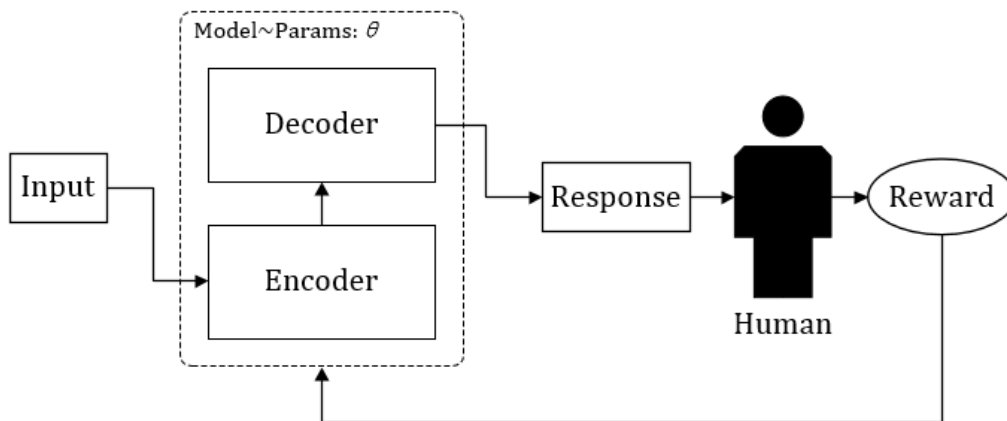 Model~Params: θ
Decoder
Input
Encoder
Response
Human
Reward